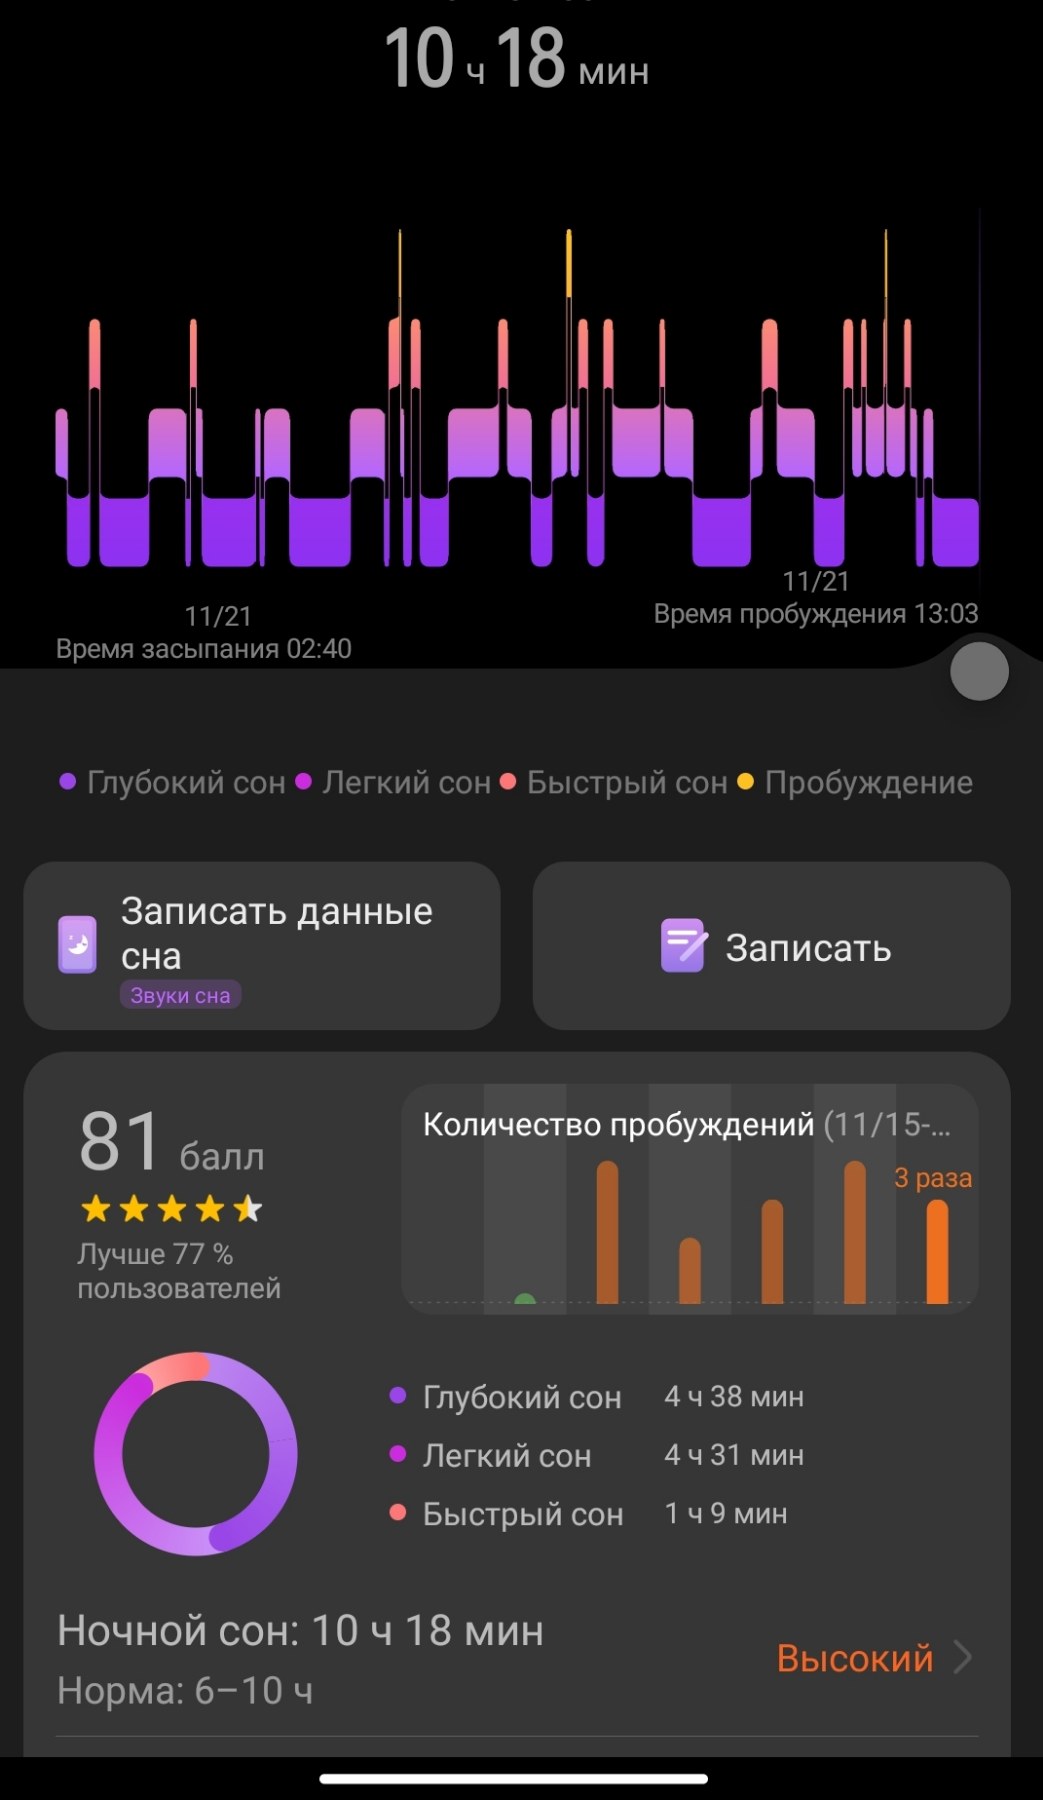 10 ч 18 мин
11/21
Время засыпания 02:40
11/21
Время пробуждения 13:03
Глубокий сон
Легкий сон
Быстрый сон
Пробуждение
Записать данные
сна
Звуки сна
Записать
81 балл
Лучше 77 %
пользователей
Количество пробуждений (11/15-...
3 раза
Глубокий сон 4 ч 38 мин
Легкий сон 4 ч 31 мин
Быстрый сон 1 ч 9 мин
Ночной сон: 10 ч 18 мин
Норма: 6–10 ч
Высокий